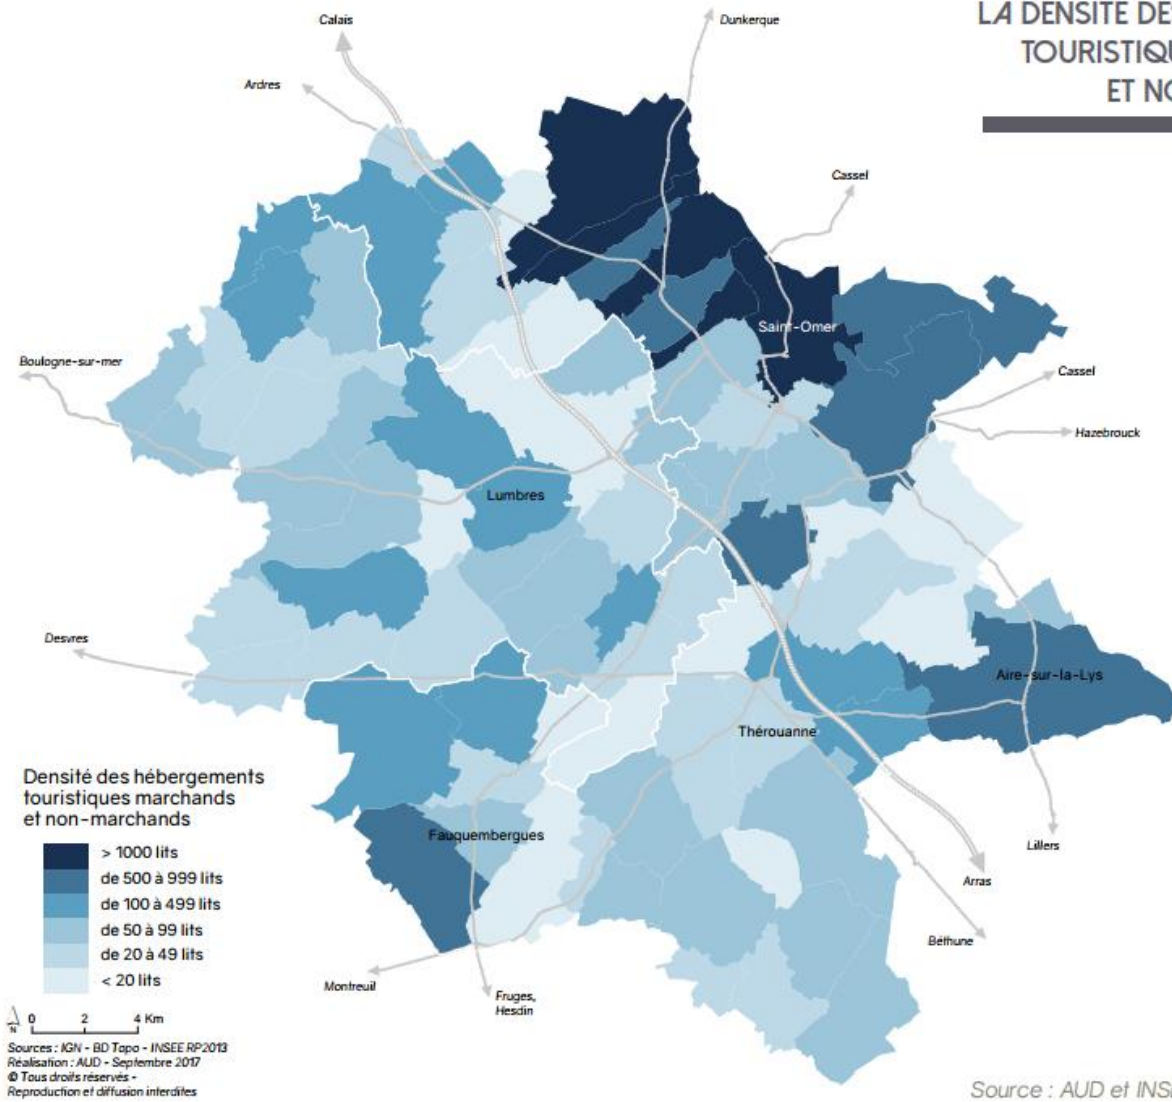 LA DENSITE DE
TOURISTIQU
ET NO
Calais
Dunkerque
Ardres
Cassel
Saint-Omer
Boulogne-sur-mer
Cassel
Hazebrouck
Lumbres
Desvres
Aire-sur-la-Lys
Thérouanne
Densité des hébergements
touristiques marchands
et non-marchands
> 1000 lits
de 500 à 999 lits
de 100 à 499 lits
de 50 à 99 lits
de 20 à 49 lits
< 20 lits
Fauquembergues
Lillers
Arras
Béthune
Montreuil
Fruges,
Hesdin
N
0 2 4 Km
Sources : IGN - BD Topo - INSEE RP2013
Réalisation : AUD - Septembre 2017
© Tous droits réservés -
Reproduction et diffusion interdites
Source : AUD et INS